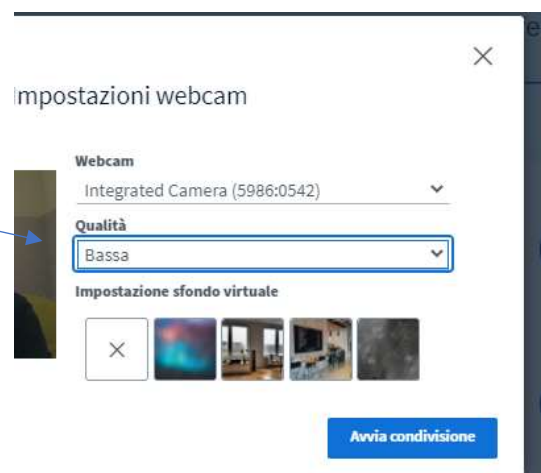 Impostazioni webcam
Webcam
Integrated Camera (5986:0542)
Qualità
Bassa
Impostazione sfondo virtuale
Avvia condivisione